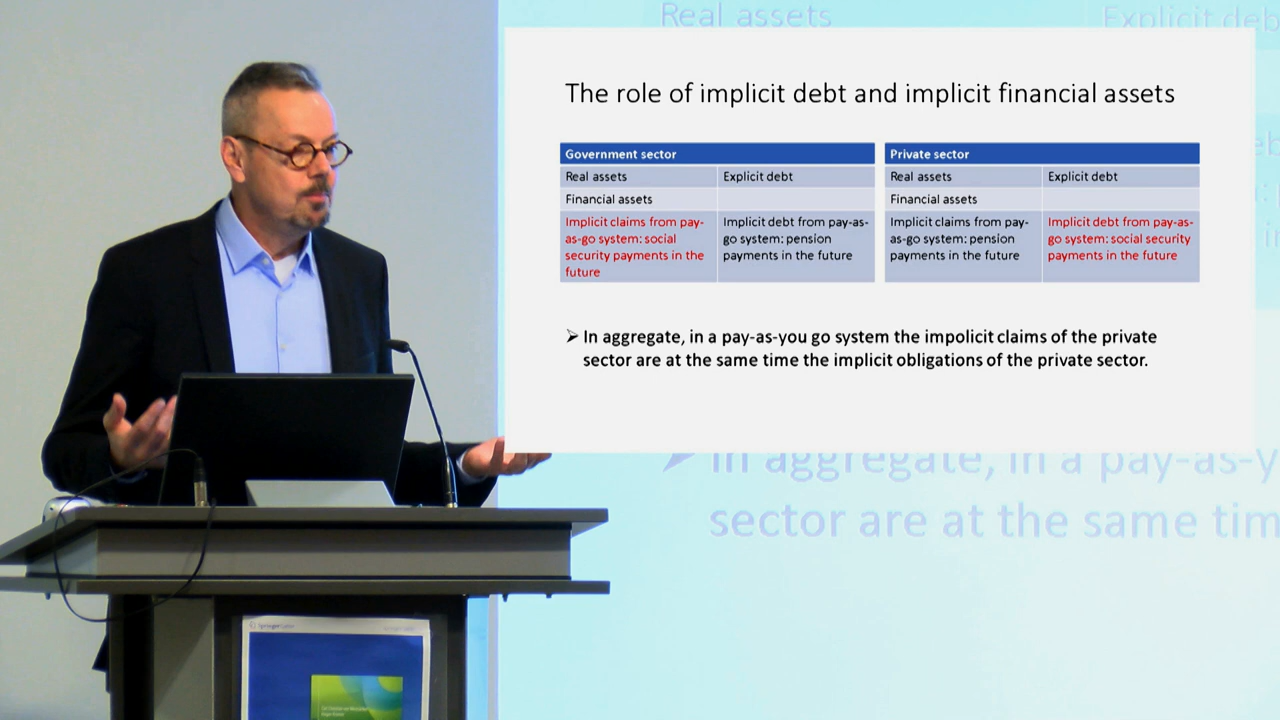 Real assets
Explicit deb
The role of implicit debt and implicit financial assets
Government sector
Real assets
Explicit debt
Financial assets
Implicit claims from pay-
as-go system: social
security payments in the
future
Implicit debt from pay-as-
go system: pension
payments in the future
Private sector
Real assets
Explicit debt
Financial assets
Implicit claims from pay-
as-go system: pension
payments in the future
Implicit debt from pay-as-
go system: social security
payments in the future
➢ In aggregate, in a pay-as-you go system the impolicit claims of the private
sector are at the same time the implicit obligations of the private sector.
In aggregate, in a pay-as-y
sector are at the same tim